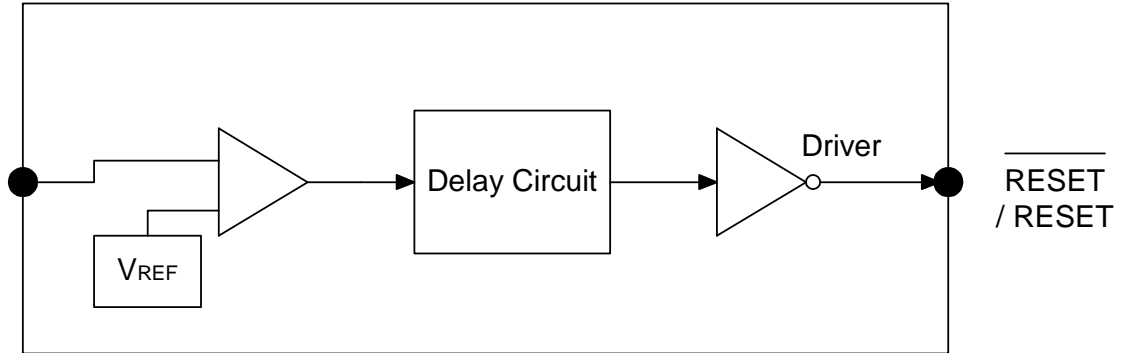 Driver
Delay Circuit
RESET
/ RESET
VREF